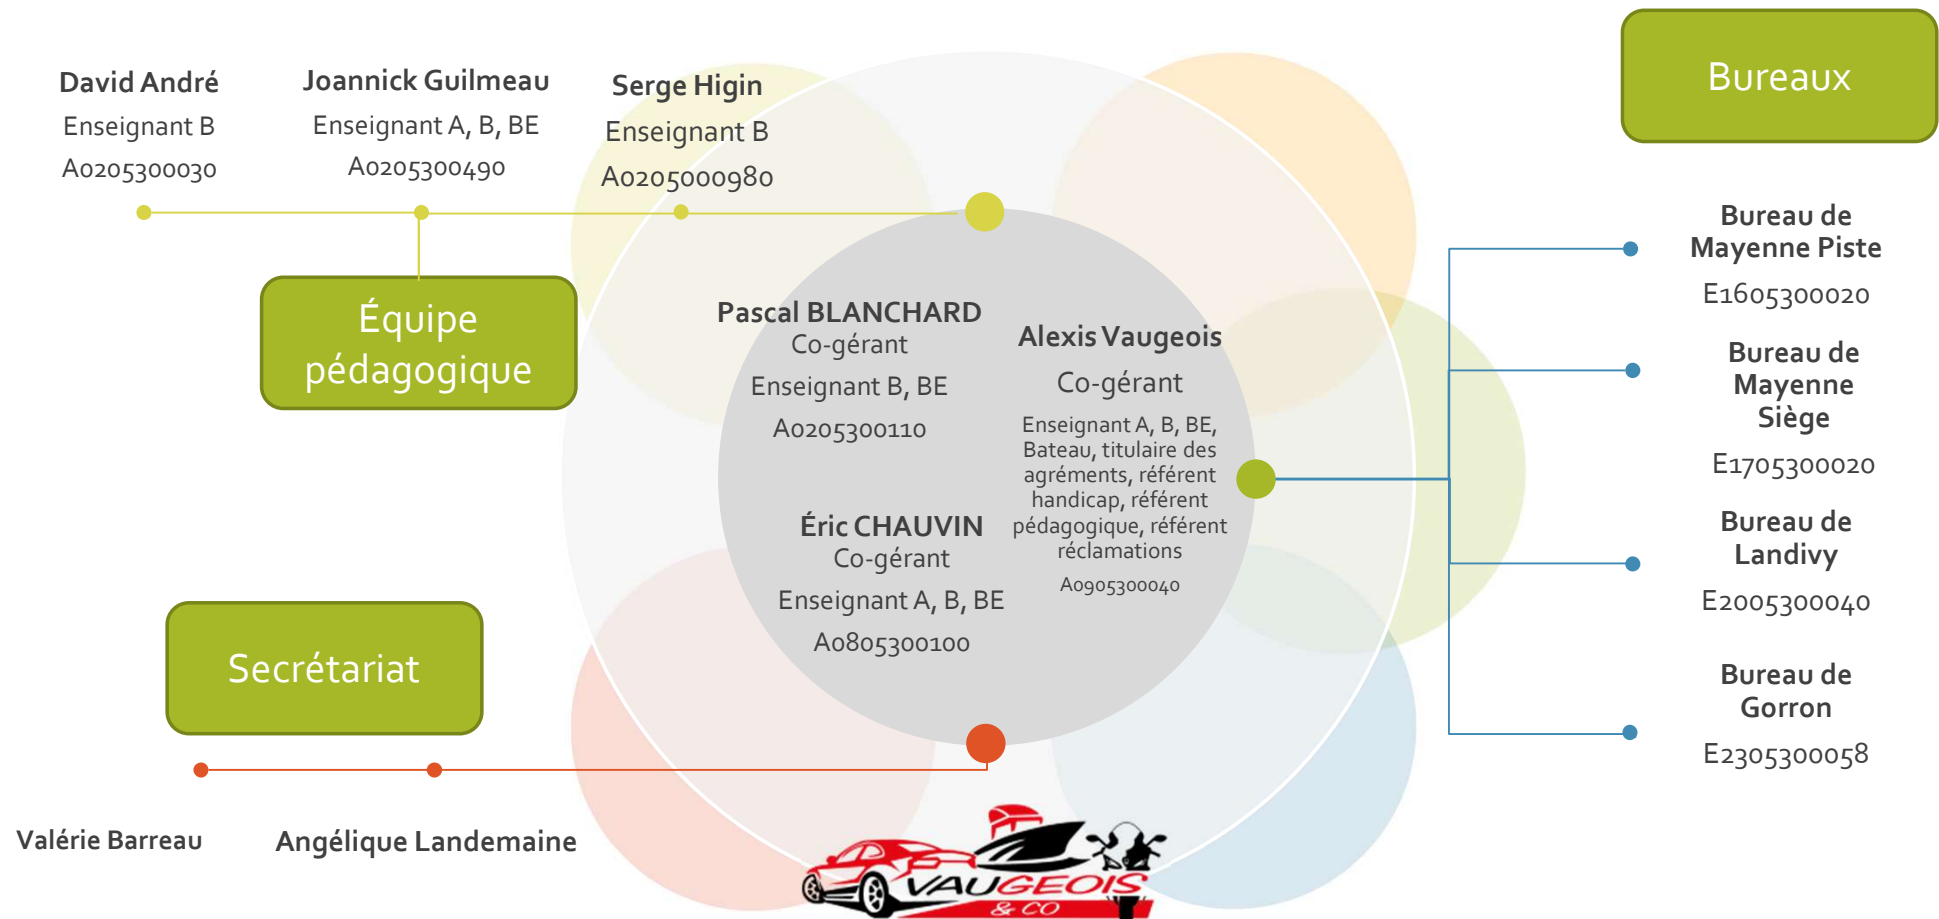 David André
Enseignant B
A0205300030
Joannick Guilmeau
Enseignant A, B, BE
A0205300490
Serge Higin
Enseignant B
A0205000980
Équipe
pédagogique
Pascal BLANCHARD
Co-gérant
Enseignant B, BE
A0205300110
Éric CHAUVIN
Co-gérant
Enseignant A, B, BE
A0805300100
Alexis Vaugeois
Co-gérant
Enseignant A, B, BE,
Bateau, titulaire des
agréments, référent
handicap, référent
pédagogique, référent
réclamations
A0905300040
Bureaux
Bureau de
Mayenne Piste
E1605300020
Bureau de
Mayenne
Siège
E1705300020
Bureau de
Landivy
E2005300040
Bureau de
Gorron
E2305300058
Secrétariat
Valérie Barreau
Angélique Landemaine
VAUGEOIS
& CO